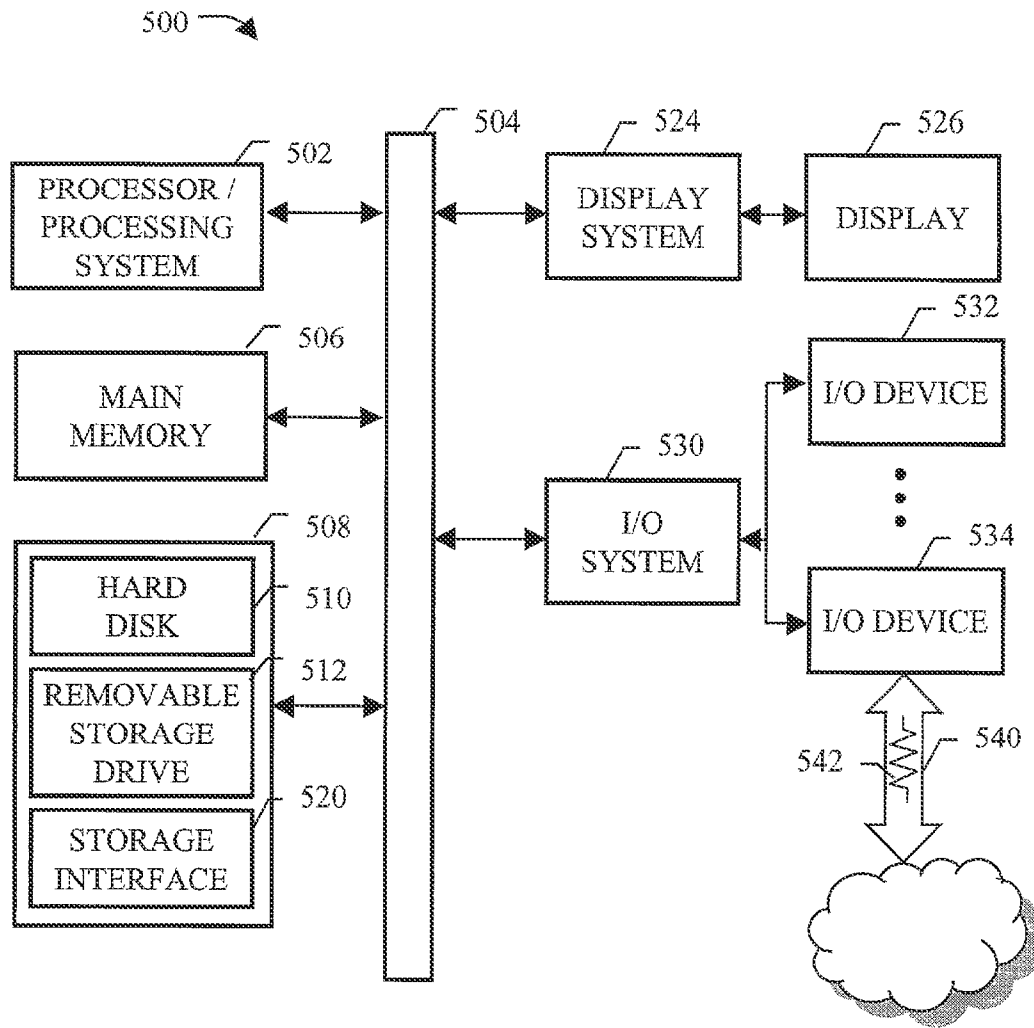 500
504
524
526
502
PROCESSOR /
PROCESSING
SYSTEM
DISPLAY
SYSTEM
DISPLAY
506
MAIN
MEMORY
532
I/O DEVICE
530
I/O
SYSTEM
508
HARD
DISK
510
534
I/O DEVICE
512
REMOVABLE
STORAGE
DRIVE
542
540
520
STORAGE
INTERFACE